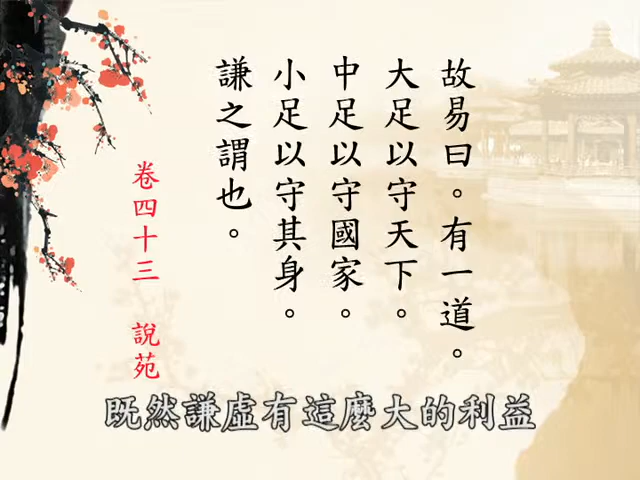 故易曰。有一道。
大足以守天下。
中足以守國家。
小足以守其身。
謙之謂也。
卷四十三 說苑
既然謙虛有這麼大的利益